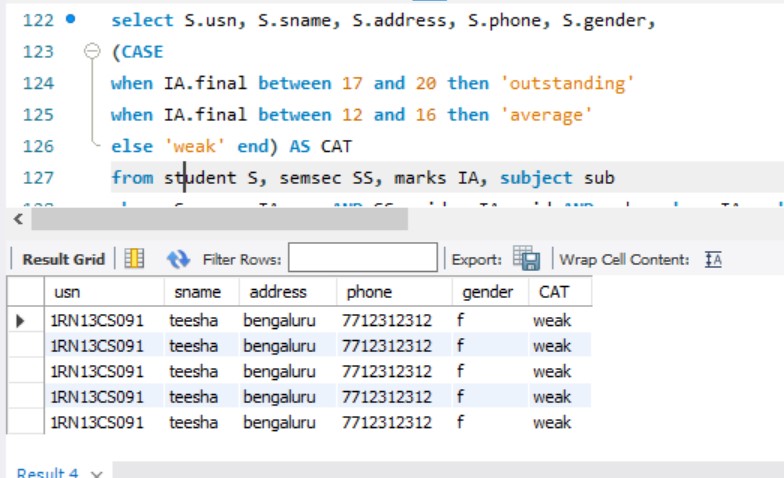 122 select S.usn, S.sname, S.address, S.phone, S.gender,
123 (CASE
124 when IA.final between 17 and 20 then 'outstanding'
125 when IA.final between 12 and 16 then 'average'
126 else 'weak' end) AS CAT
127 from student S, semsec SS, marks IA, subject sub
Result Grid Filter Rows: Export: Wrap Cell Content: IA
usn sname address phone gender CAT
1RN13CS091 teesha bengaluru 7712312312 f weak
1RN13CS091 teesha bengaluru 7712312312 f weak
1RN13CS091 teesha bengaluru 7712312312 f weak
1RN13CS091 teesha bengaluru 7712312312 f weak
1RN13CS091 teesha bengaluru 7712312312 f weak
Result 4